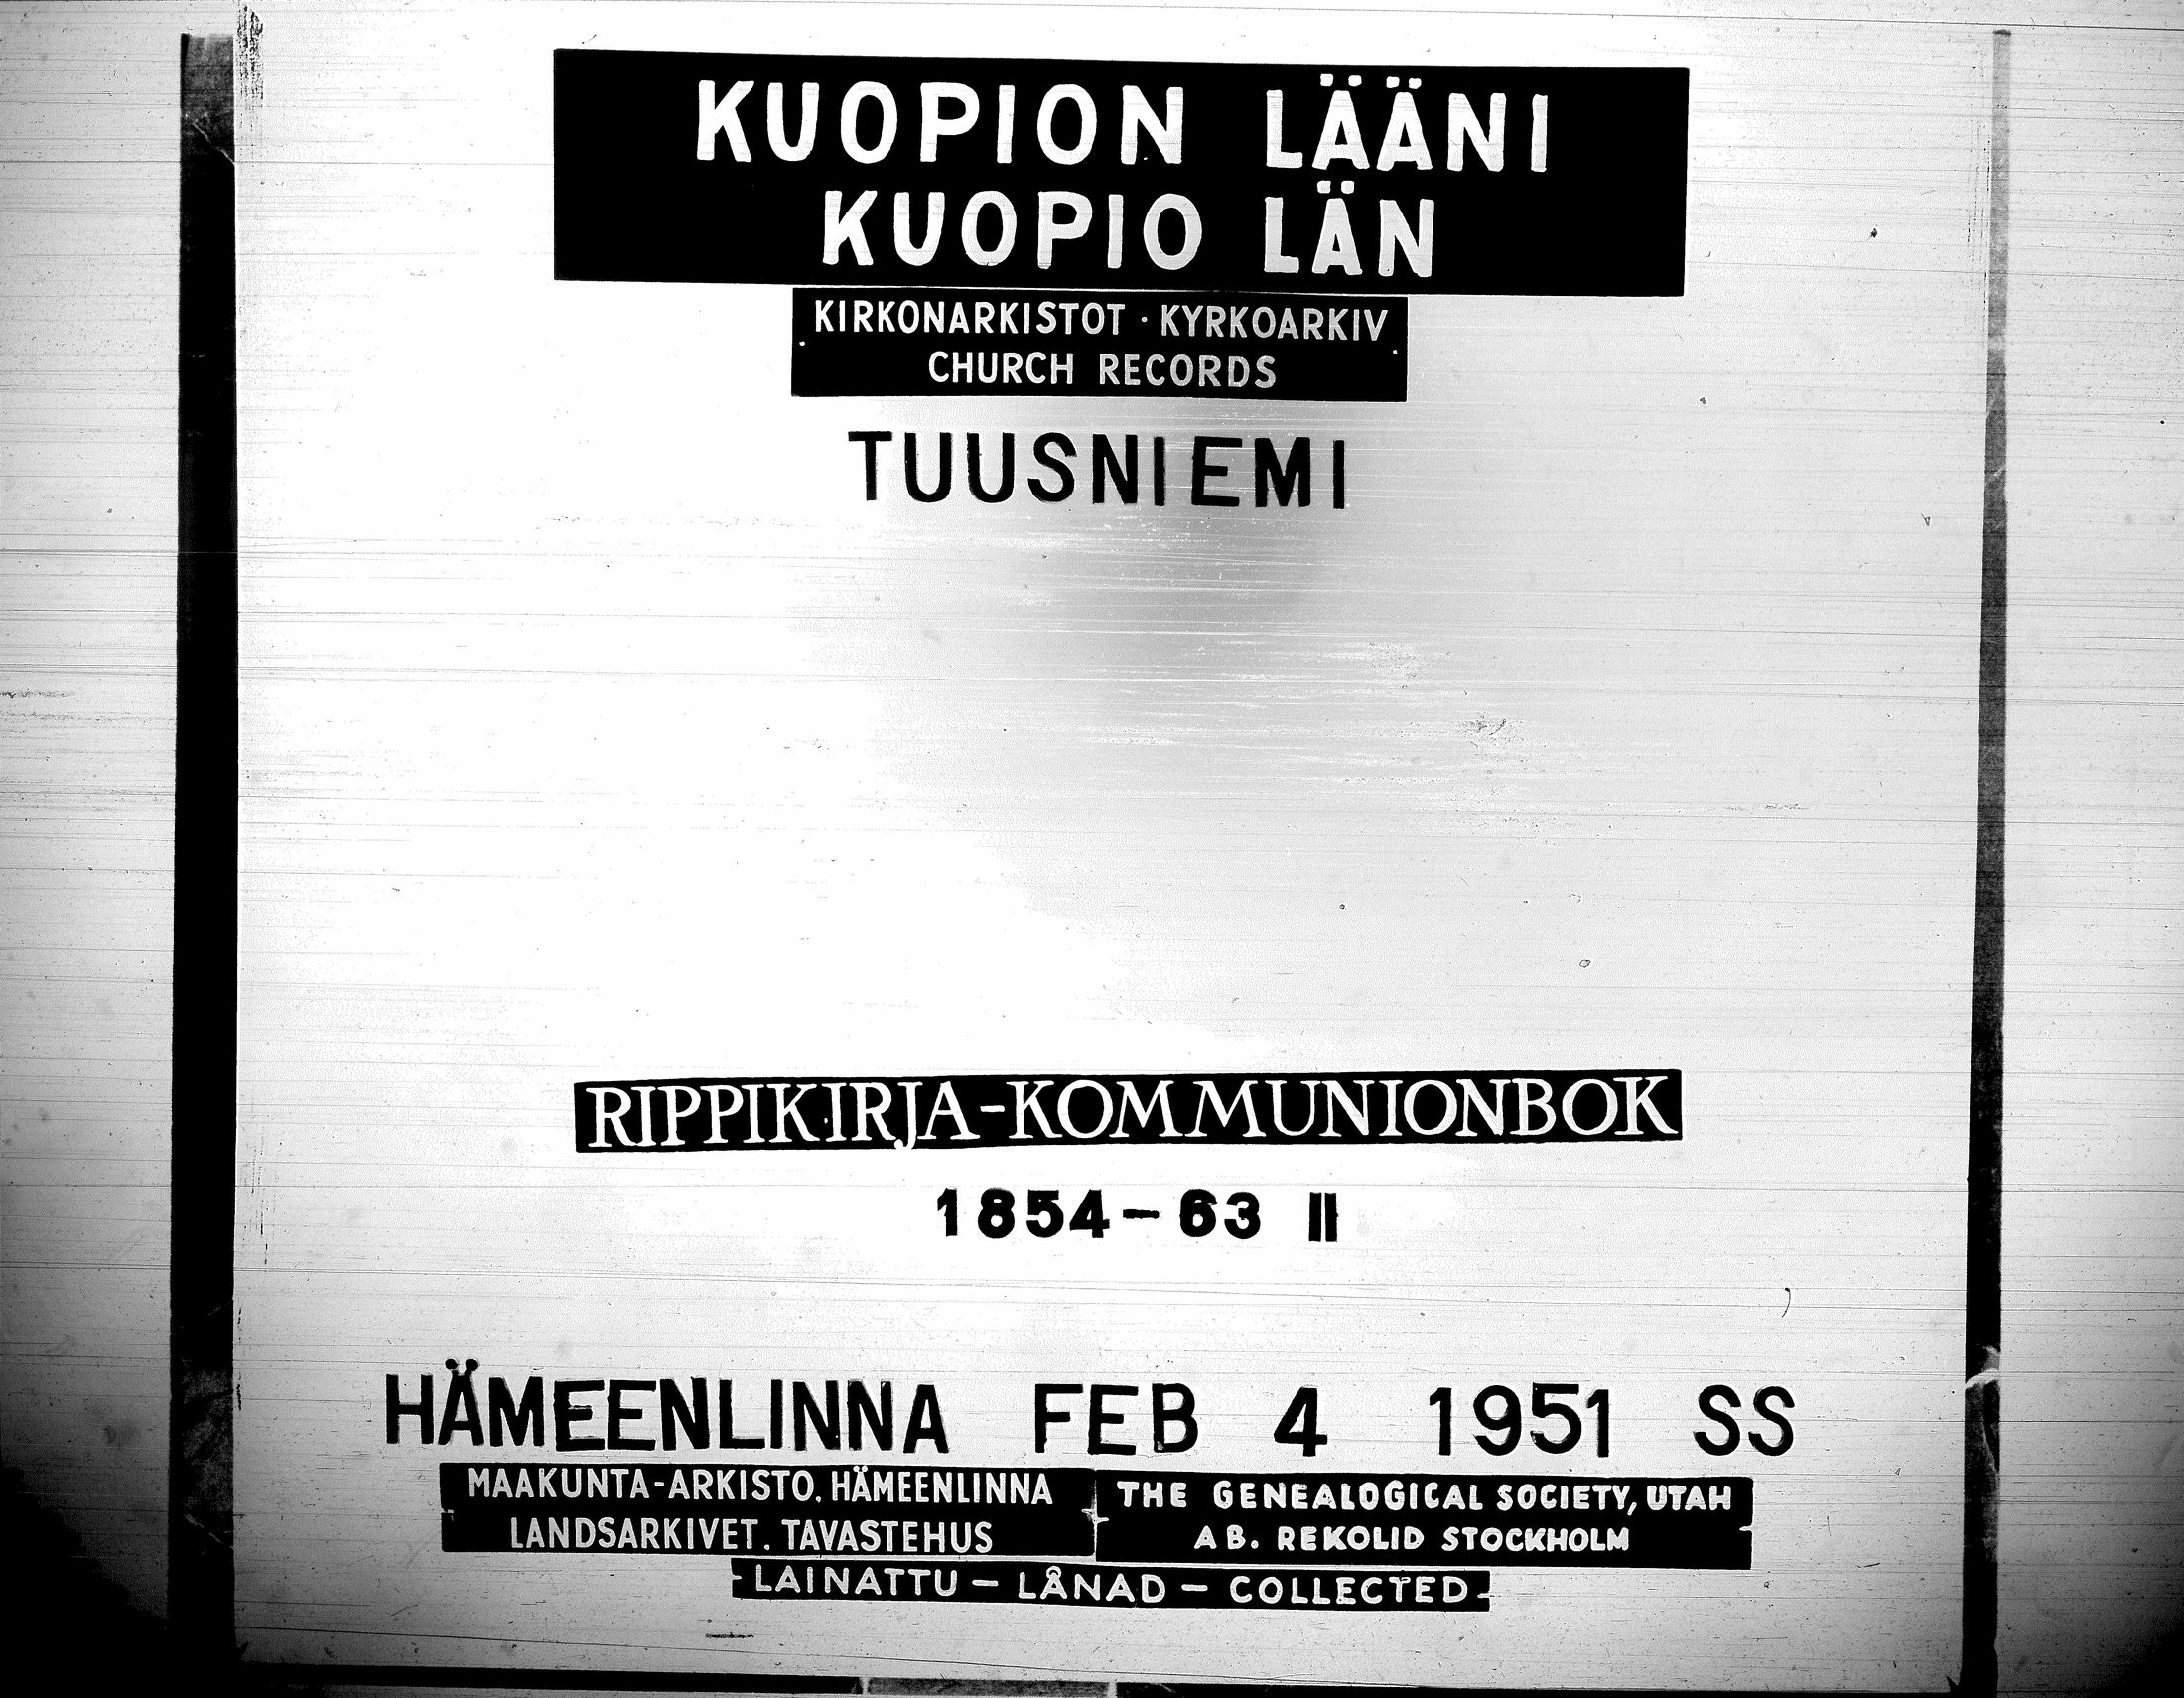 KUOPION LÄÄNI
KUOPIO LÄN
KIRKONARKISTOT · KYRKOARKIV
CHURCH RECORDS
TUUSNIEMI
RIPPIKIRJA-KOMMUNIONBOK
1854-63 II
HÄMEENLINNA FEB 4 1951 SS
MAAKUNTA-ARKISTO, HÄMEENLINNA
LANDSARKIVET, TAVASTEHUS
THE GENEALOGICAL SOCIETY, UTAH
AB. REKOLID STOCKHOLM
LAINATTU - LÅNAD - COLLECTED